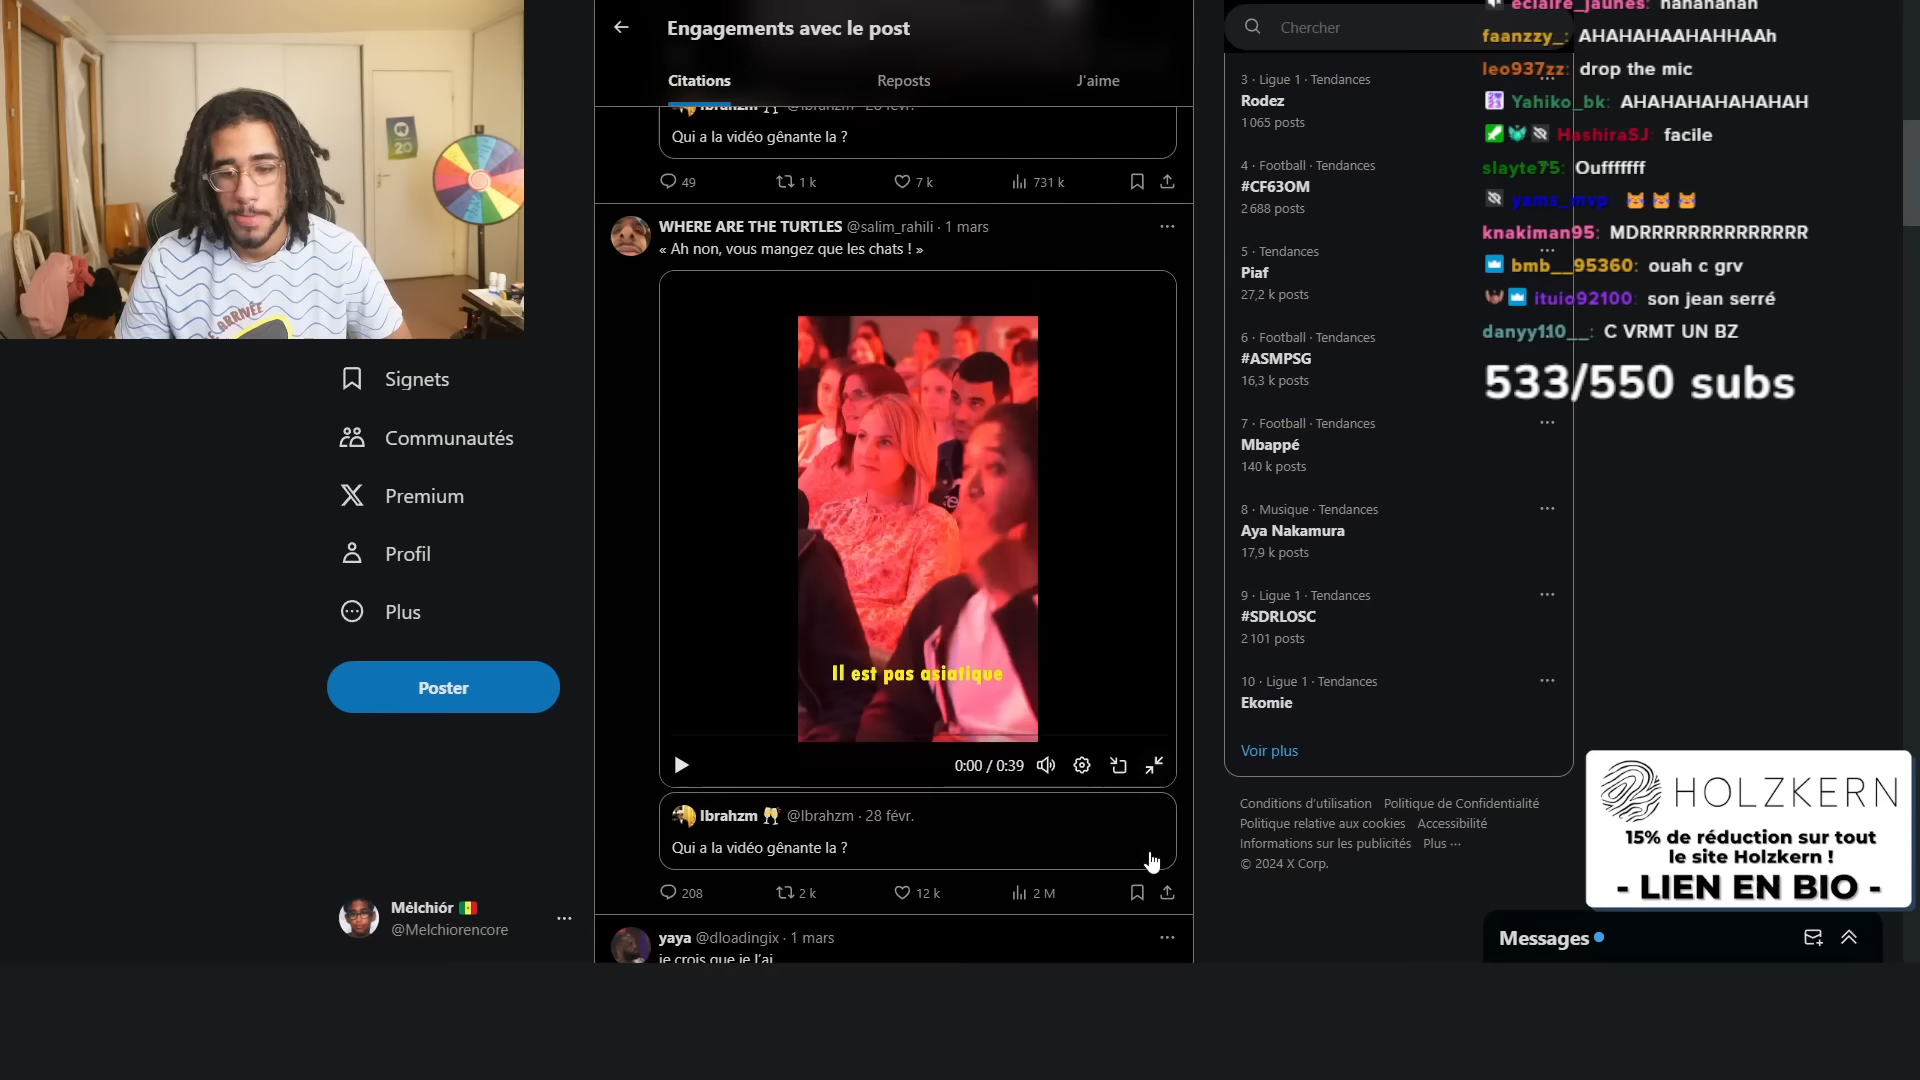 Engagements avec le post
Citations
Reposts
J'aime
Ibrahzm @Ibrahzm · 28 févr.
Qui a la vidéo gênante la ?
49
1 k
7 k
731 k
WHERE ARE THE TURTLES @salim_rahili · 1 mars
« Ah non, vous mangez que les chats ! »
Il est pas asiatique
0:00 / 0:39
Ibrahzm @Ibrahzm · 28 févr.
Qui a la vidéo gênante la ?
208
2 k
12 k
2 M
yaya @dloadingix · 1 mars
je crois que je l'ai
20
ARRIVÉE
Signets
Communautés
Premium
Profil
Plus
Poster
Mélchiór
@Melchiorencore
Chercher
3 · Ligue 1 · Tendances
Rodez
1 065 posts
4 · Football · Tendances
#CF63OM
2 688 posts
5 · Tendances
Piaf
27,2 k posts
6 · Football · Tendances
#ASMPSG
16,3 k posts
7 · Football · Tendances
Mbappé
140 k posts
8 · Musique · Tendances
Aya Nakamura
17,9 k posts
9 · Ligue 1 · Tendances
#SDRLOSC
2 101 posts
10 · Ligue 1 · Tendances
Ekomie
Voir plus
Conditions d'utilisation Politique de Confidentialité
Politique relative aux cookies Accessibilité
Informations sur les publicités Plus ···
© 2024 X Corp.
eclaire_jaunes: hahahahah
faanzzy_: AHAHAHAAHAHHAAh
leo937zz: drop the mic
Yahiko_bk: AHAHAHAHAHAHAH
HashiraSJ: facile
slayte75: Oufffffff
yams_mvp:
knakiman95: MDRRRRRRRRRRRRRR
bmb__95360: ouah c grv
ituio92100: son jean serré
danyy110__: C VRMT UN BZ
533/550 subs
HOLZKERN
15% de réduction sur tout
le site Holzkern !
- LIEN EN BIO -
Messages